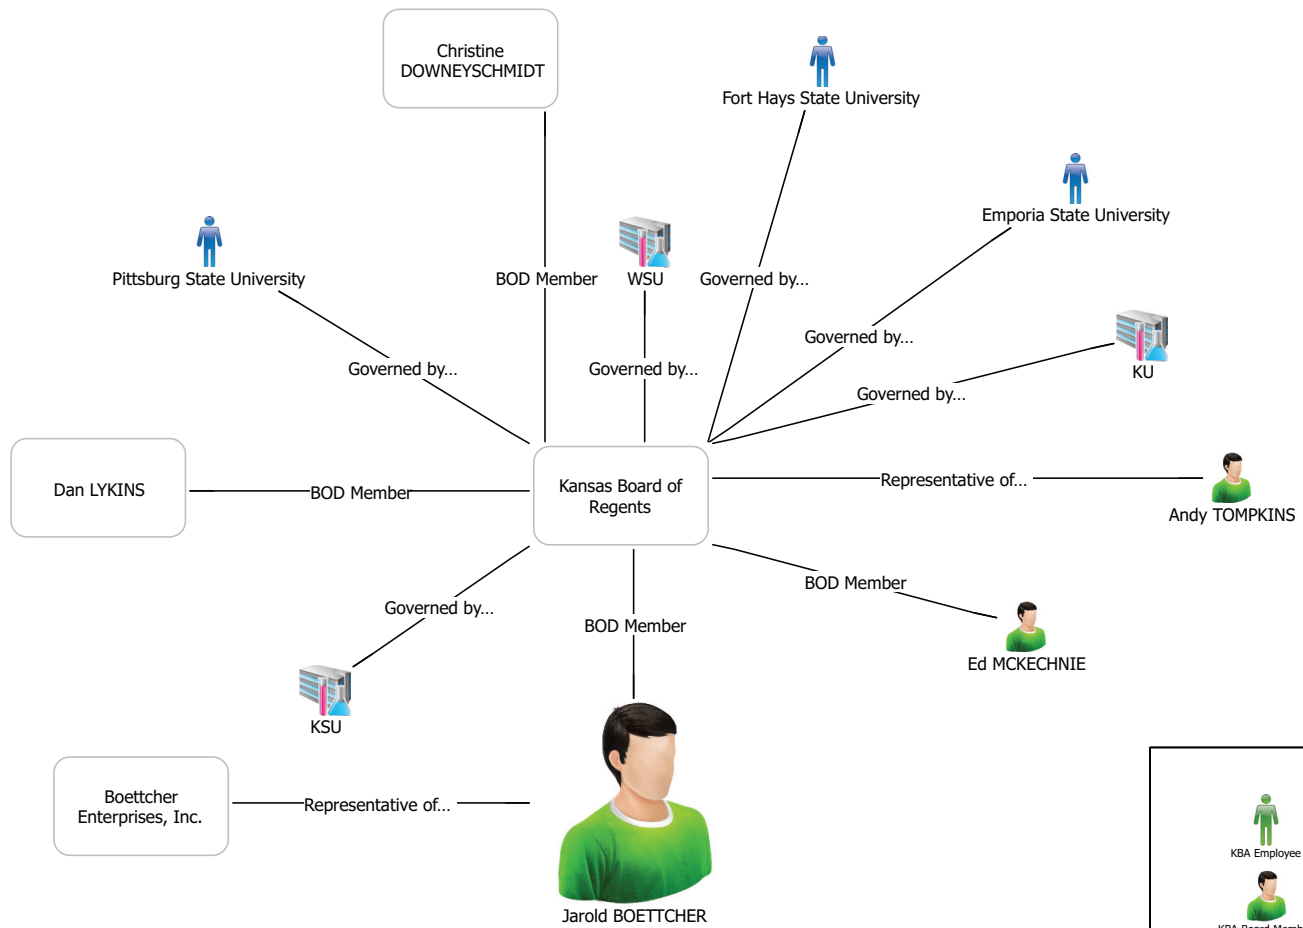 Christine
DOWNEYSCHMIDT
Fort Hays State University
Emporia State University
Pittsburg State University
BOD Member
WSU
Governed by...
Governed by...
KU
Governed by...
Governed by...
Governed by...
Dan LYKINS
BOD Member
Kansas Board of
Regents
Representative of...
Andy TOMPKINS
BOD Member
Governed by...
BOD Member
Ed MCKECHNIE
KSU
Boettcher
Enterprises, Inc.
Representative of...
Jarold BOETTCHER
KBA Employee
KBA Board